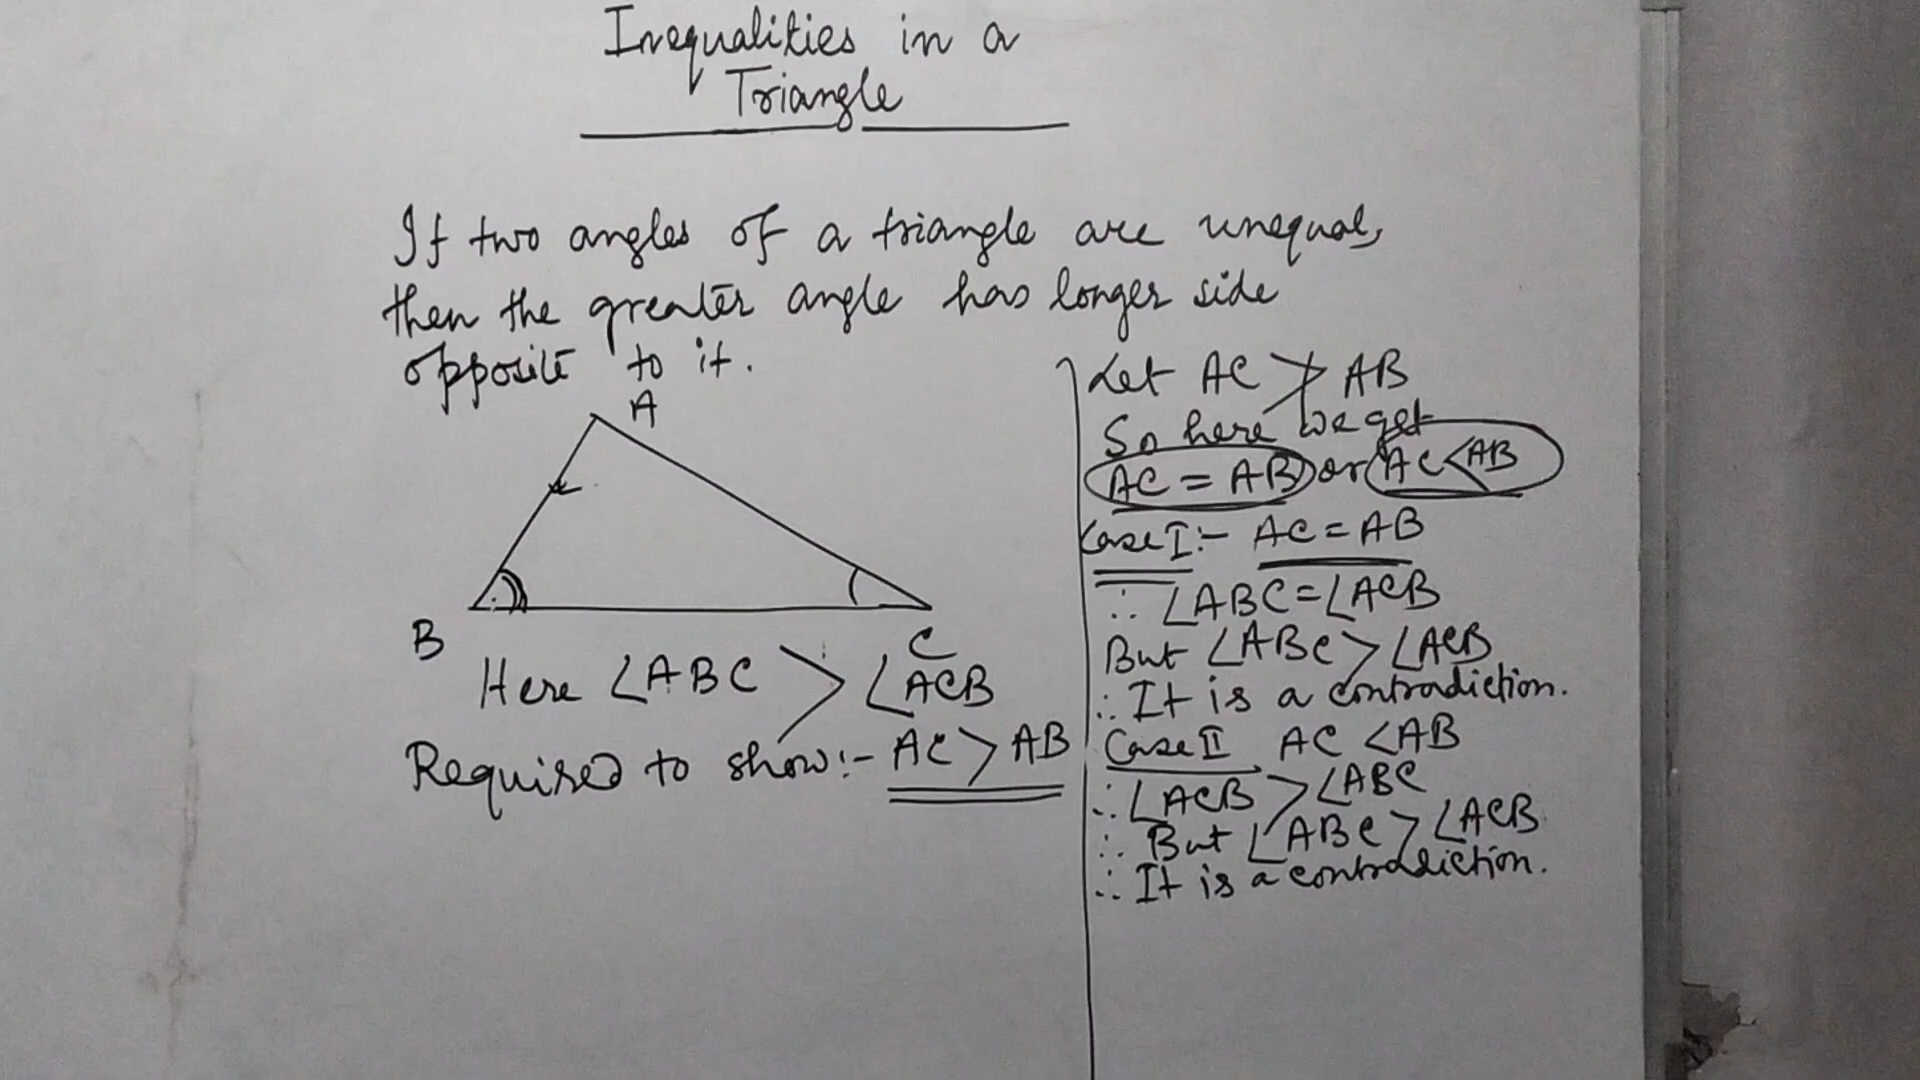 Inequalities in a
Triangle
If two angles of a triangle are unequal,
then the greater angle has longer side
opposite to it.
A
B
C
Here ∠ABC > ∠ACB
Required to show:- AC > AB
Let AC ≯ AB
So here we get
AC = AB or AC < AB
Case I:- AC = AB
∴ ∠ABC = ∠ACB
But ∠ABC > ∠ACB
∴ It is a contradiction.
Case II AC < AB
∴ ∠ACB > ∠ABC
∴ But ∠ABC > ∠ACB
∴ It is a contradiction.